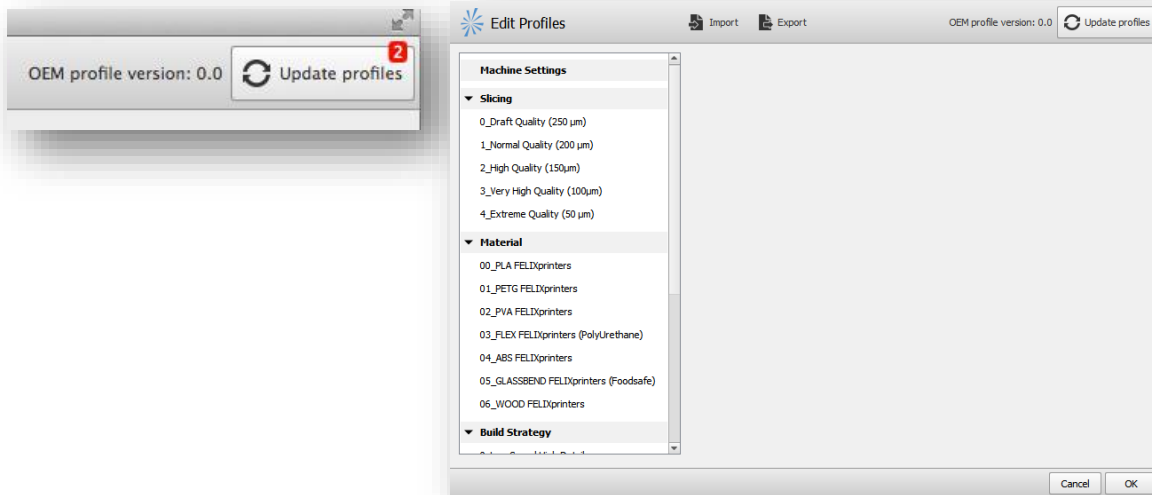 2
OEM profile version: 0.0 Update profiles
Edit Profiles Import Export OEM profile version: 0.0 Update profiles
Machine Settings
Slicing
0_Draft Quality (250 µm)
1_Normal Quality (200 µm)
2_High Quality (150µm)
3_Very High Quality (100µm)
4_Extreme Quality (50 µm)
Material
00_PLA FELIXprinters
01_PETG FELIXprinters
02_PVA FELIXprinters
03_FLEX FELIXprinters (PolyUrethane)
04_ABS FELIXprinters
05_GLASSBEND FELIXprinters (Foodsafe)
06_WOOD FELIXprinters
Build Strategy
Cancel OK